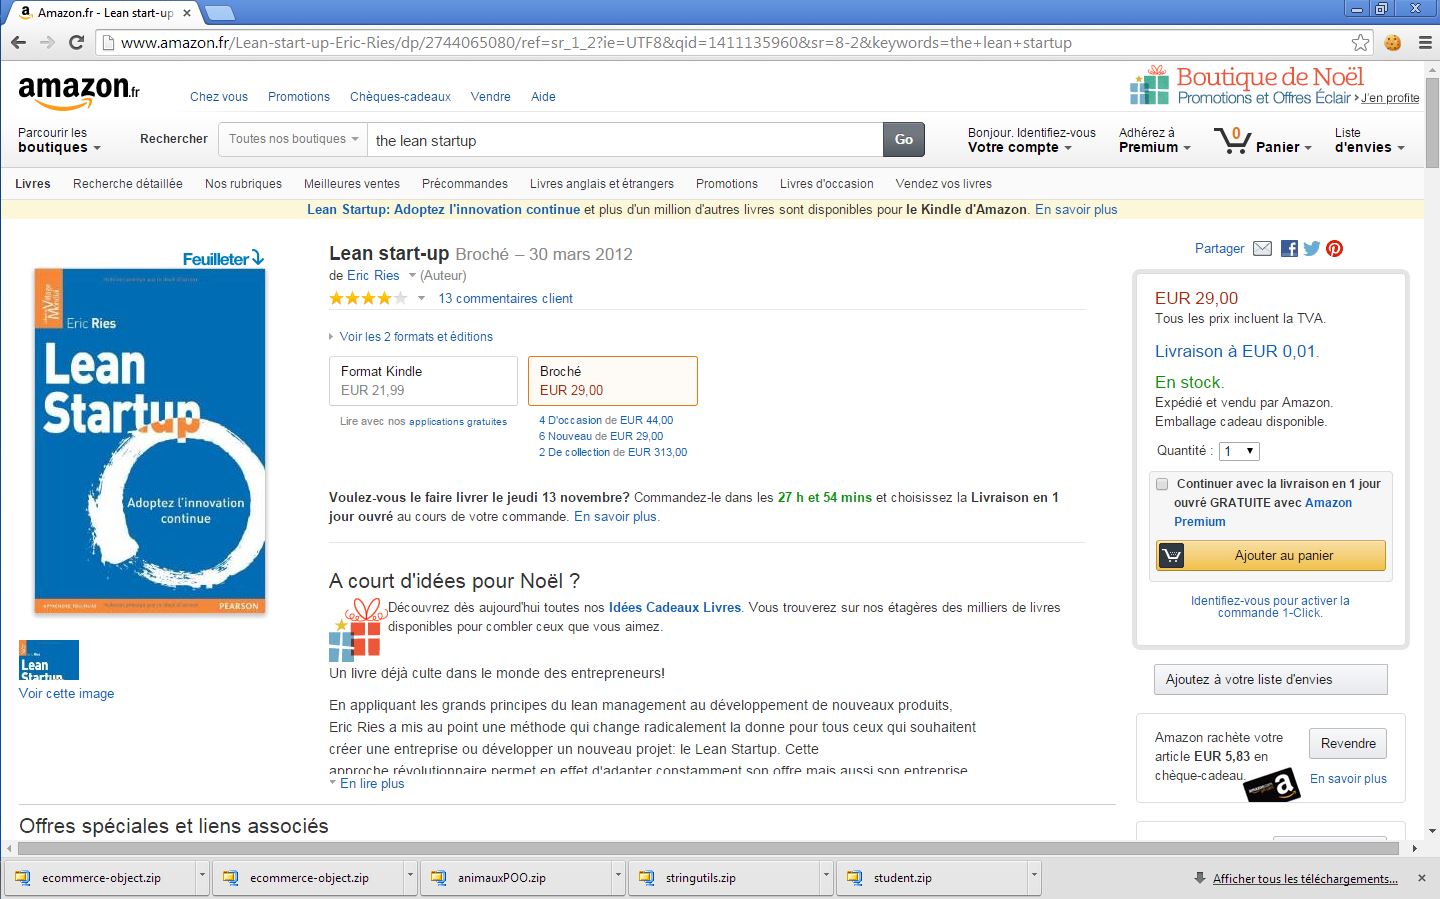 Amazon.fr - Lean start-up
www.amazon.fr/Lean-start-up-Eric-Ries/dp/2744065080/ref=sr_1_2?ie=UTF8&qid=1411135960&sr=8-2&keywords=the+lean+startup
amazon.fr
Chez vous Promotions Chèques-cadeaux Vendre Aide
Boutique de Noël
Promotions et Offres Éclair › J'en profite
Parcourir les
boutiques
Rechercher
Toutes nos boutiques
the lean startup
Go
Bonjour. Identifiez-vous
Votre compte
Adhérez à
Premium
0
Panier
Liste
d'envies
Livres Recherche détaillée Nos rubriques Meilleures ventes Précommandes Livres anglais et étrangers Promotions Livres d'occasion Vendez vos livres
Lean Startup: Adoptez l'innovation continue et plus d'un million d'autres livres sont disponibles pour le Kindle d'Amazon. En savoir plus
Feuilleter
Village Mondial
Eric Ries
Lean
Startup
Adoptez l'innovation
continue
PEARSON
Lean
Startup
Voir cette image
Lean start-up Broché – 30 mars 2012
de Eric Ries (Auteur)
13 commentaires client
Voir les 2 formats et éditions
Format Kindle
EUR 21,99
Broché
EUR 29,00
Lire avec nos applications gratuites
4 D'occasion de EUR 44,00
6 Nouveau de EUR 29,00
2 De collection de EUR 313,00
Voulez-vous le faire livrer le jeudi 13 novembre? Commandez-le dans les 27 h et 54 mins et choisissez la Livraison en 1
jour ouvré au cours de votre commande. En savoir plus.
A court d'idées pour Noël ?
Découvrez dès aujourd'hui toutes nos Idées Cadeaux Livres. Vous trouverez sur nos étagères des milliers de livres
disponibles pour combler ceux que vous aimez.
Un livre déjà culte dans le monde des entrepreneurs!
En appliquant les grands principes du lean management au développement de nouveaux produits,
Eric Ries a mis au point une méthode qui change radicalement la donne pour tous ceux qui souhaitent
créer une entreprise ou développer un nouveau projet: le Lean Startup. Cette
approche révolutionnaire permet en effet d'adapter constamment son offre mais aussi son entreprise
En lire plus
Partager
EUR 29,00
Tous les prix incluent la TVA.
Livraison à EUR 0,01.
En stock.
Expédié et vendu par Amazon.
Emballage cadeau disponible.
Quantité : 1
Continuer avec la livraison en 1 jour
ouvré GRATUITE avec Amazon
Premium
Ajouter au panier
Identifiez-vous pour activer la
commande 1-Click.
Ajoutez à votre liste d'envies
Amazon rachète votre
article EUR 5,83 en
chèque-cadeau.
Revendre
En savoir plus
Offres spéciales et liens associés
ecommerce-object.zip
ecommerce-object.zip
animauxPOO.zip
stringutils.zip
student.zip
Afficher tous les téléchargements...